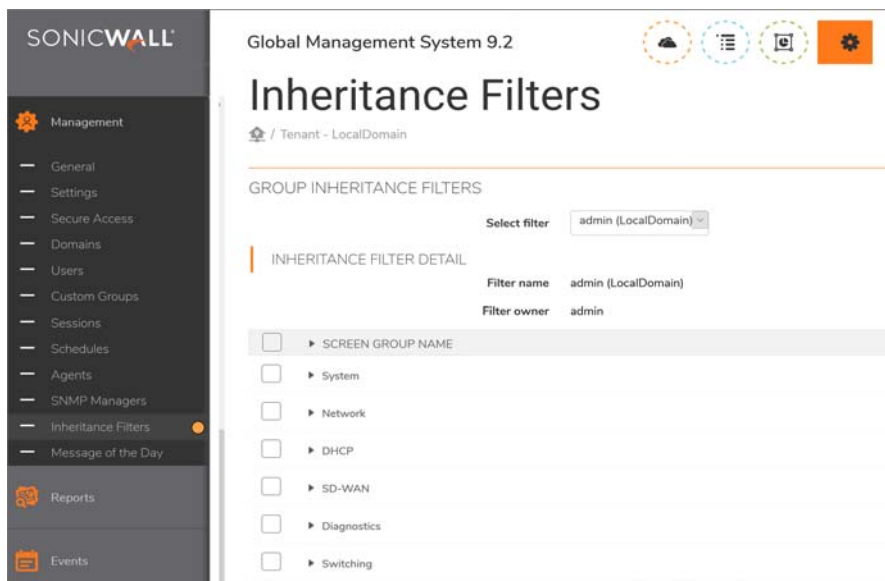 SONICWALL
Global Management System 9.2
Inheritance Filters
/ Tenant - LocalDomain
Management
General
Settings
Secure Access
Domains
Users
Custom Groups
Sessions
Schedules
Agents
SNMP Managers
Inheritance Filters
Message of the Day
Reports
Events
GROUP INHERITANCE FILTERS
Select filter admin (LocalDomain)
INHERITANCE FILTER DETAIL
Filter name admin (LocalDomain)
Filter owner admin
SCREEN GROUP NAME
System
Network
DHCP
SD-WAN
Diagnostics
Switching